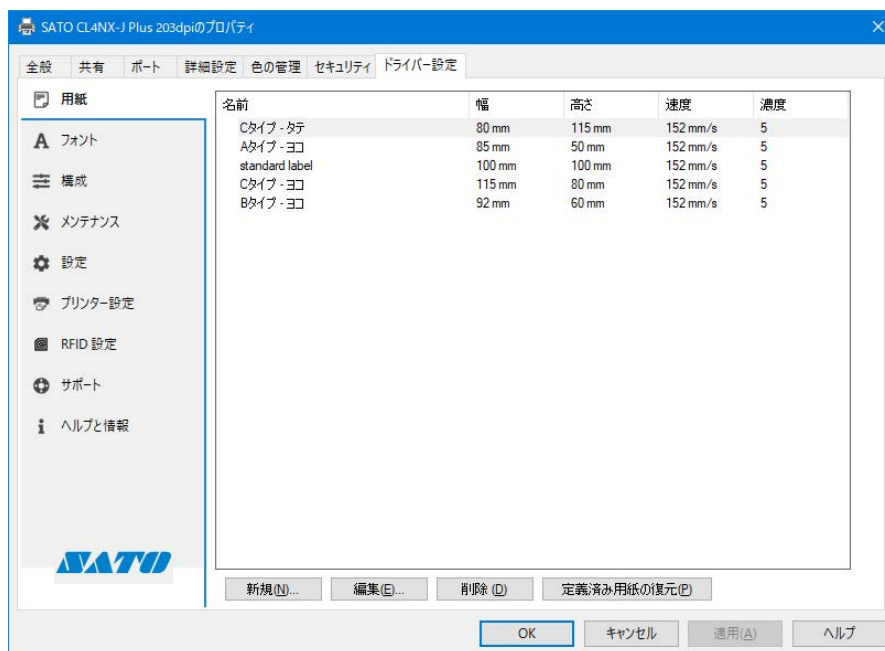 SATO CL4NX-J Plus 203dpiのプロパティ
全般 共有 ポート 詳細設定 色の管理 セキュリティ ドライバー設定
用紙
フォント
構成
メンテナンス
設定
プリンター設定
RFID 設定
サポート
ヘルプと情報
SATO
名前 幅 高さ 速度 濃度
Cタイプ - タテ 80 mm 115 mm 152 mm/s 5
Aタイプ - ヨコ 85 mm 50 mm 152 mm/s 5
standard label 100 mm 100 mm 152 mm/s 5
Cタイプ - ヨコ 115 mm 80 mm 152 mm/s 5
Bタイプ - ヨコ 92 mm 60 mm 152 mm/s 5
新規(N)... 編集(E)... 削除 (D) 定義済み用紙の復元(P)
OK キャンセル 適用(A) ヘルプ